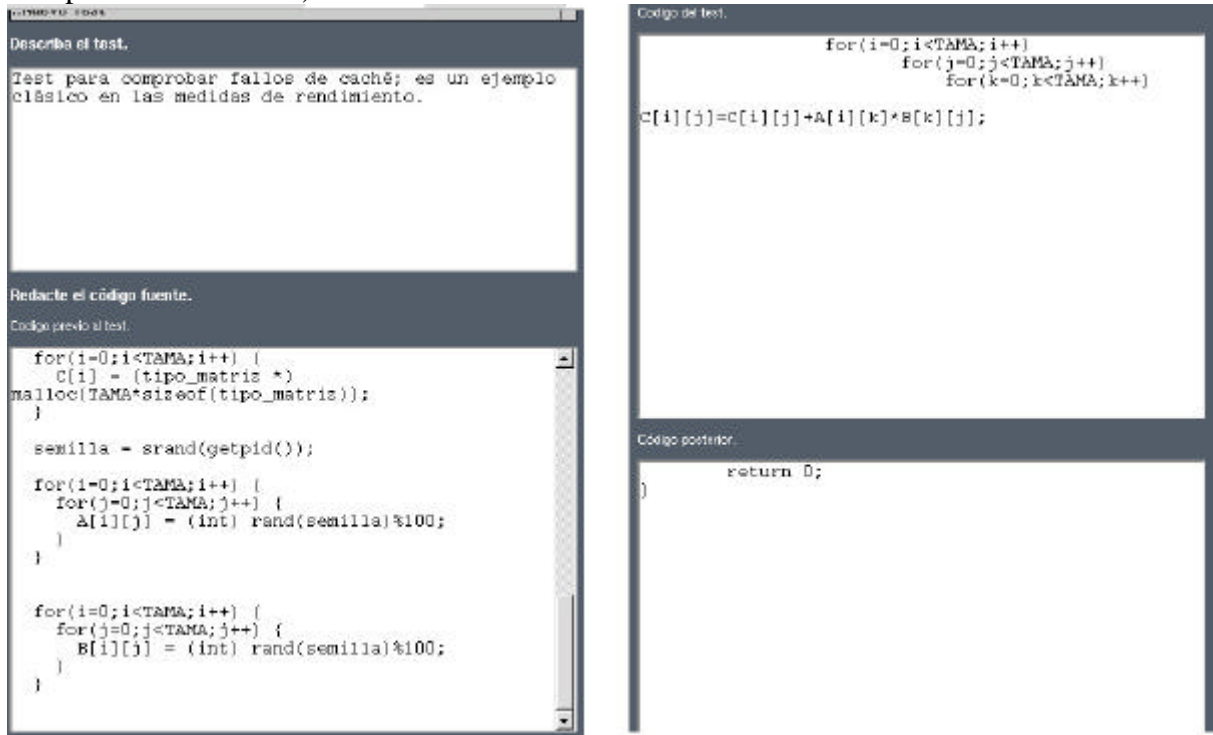 Describa el test.
Test para comprobar fallos de caché; es un ejemplo
clásico en las medidas de rendimiento.
Redacte el código fuente.
Codigo previo al test.
for(i=0;i<TAMA;i++) {
C[i] = (tipo_matriz *)
malloc(TAMA*sizeof(tipo_matriz));
}
semilla = srand(getpid());
for(i=0;i<TAMA;i++) {
for(j=0;j<TAMA;j++) {
A[i][j] = (int) rand(semilla)%100;
}
}
for(i=0;i<TAMA;i++) {
for(j=0;j<TAMA;j++) {
B[i][j] = (int) rand(semilla)%100;
}
}
Codigo del test.
for(i=0;i<TAMA;i++)
for(j=0;j<TAMA;j++)
for(k=0;k<TAMA;k++)
C[i][j]=C[i][j]+A[i][k]*B[k][j];
Código posterior.
return 0;
}